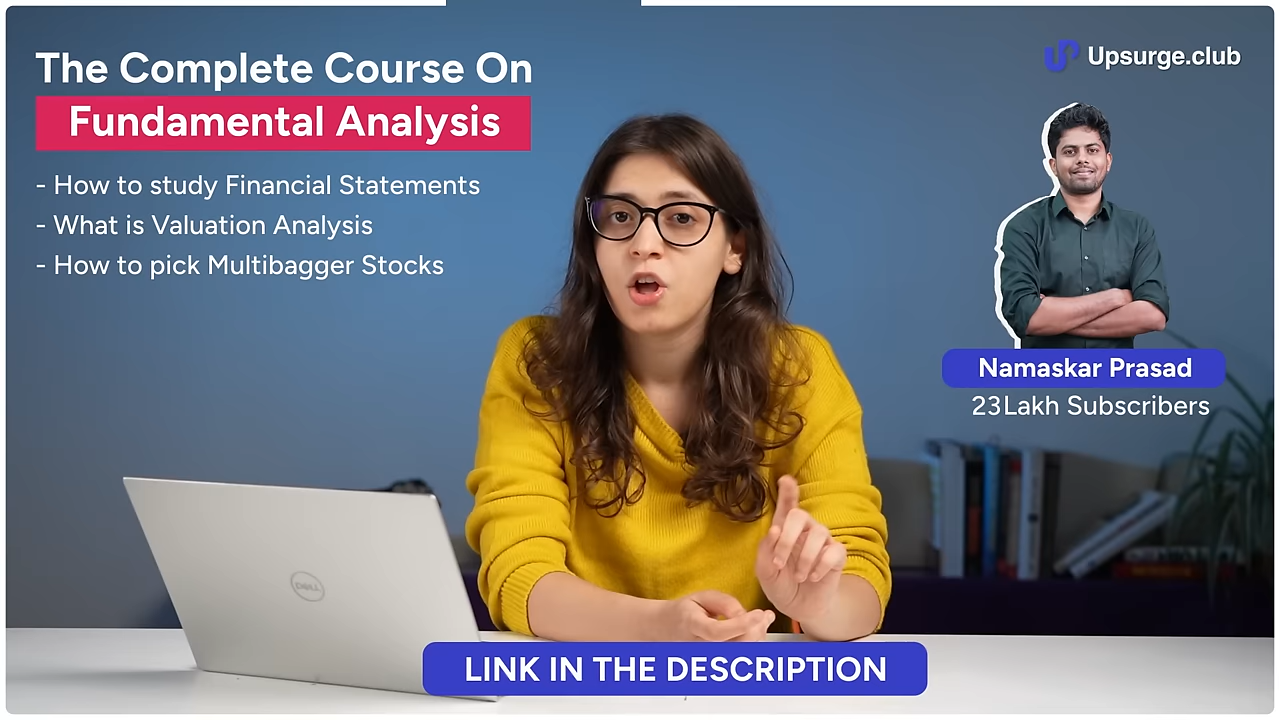 The Complete Course On
Fundamental Analysis
- How to study Financial Statements
- What is Valuation Analysis
- How to pick Multibagger Stocks
Upsurge.club
Namaskar Prasad
23Lakh Subscribers
DELL
LINK IN THE DESCRIPTION